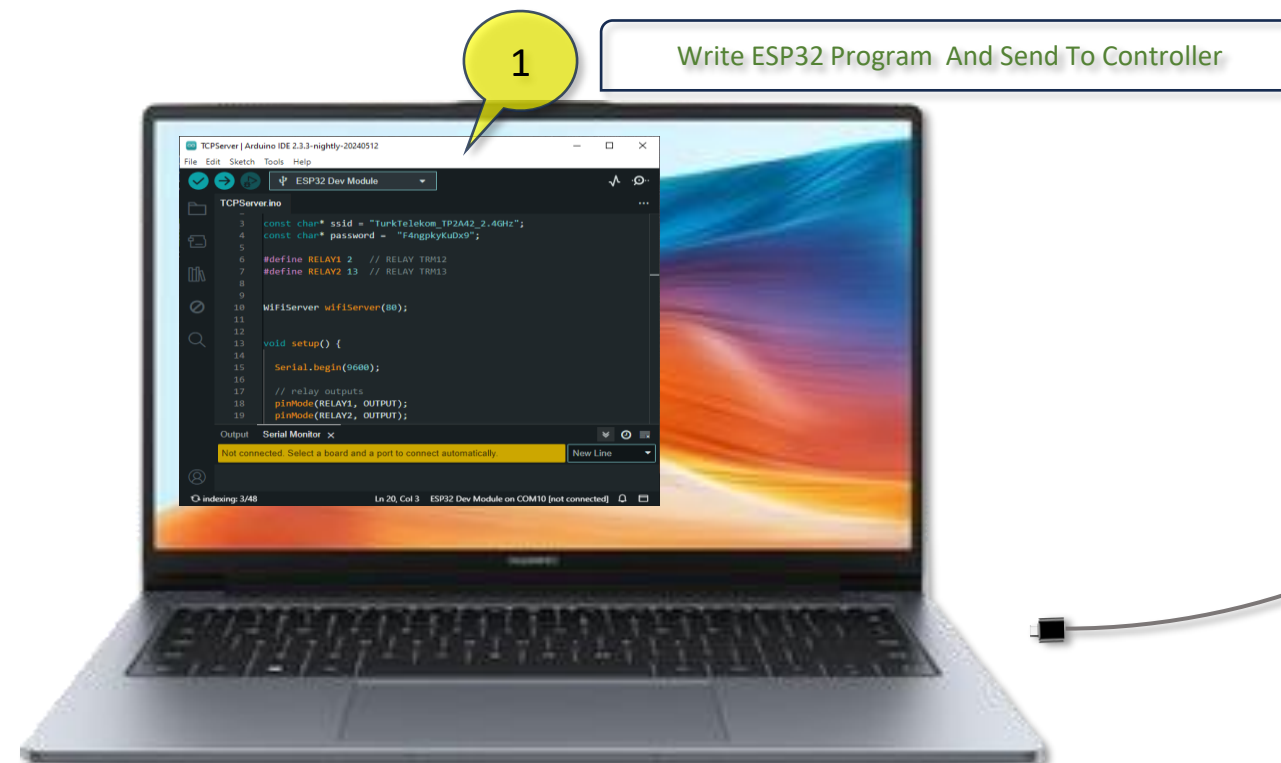 1
Write ESP32 Program And Send To Controller
TCPServer | Arduino IDE 2.3.3-nightly-20240512
File Edit Sketch Tools Help
ESP32 Dev Module
TCPServer.ino
3 const char* ssid = "TurkTelekom_TP2A42_2.4GHz";
4 const char* password = "F4ngpkyKuDx9";
5
6 #define RELAY1 2 // RELAY TRM12
7 #define RELAY2 13 // RELAY TRM13
8
9
10 WiFiServer wifiServer(80);
11
12
13 void setup() {
14
15 Serial.begin(9600);
16
17 // relay outputs
18 pinMode(RELAY1, OUTPUT);
19 pinMode(RELAY2, OUTPUT);
Output Serial Monitor x
Not connected. Select a board and a port to connect automatically. New Line
indexing: 3/48 Ln 20, Col 3 ESP32 Dev Module on COM10 [not connected]